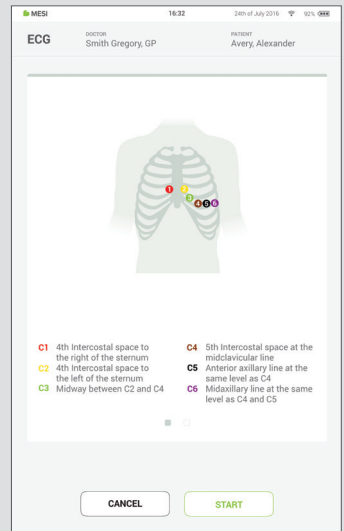 MESI 16:32 24th of July 2016 92%
ECG
DOCTOR
Smith Gregory, GP
PATIENT
Avery, Alexander
1 2
3
4 5 6
C1 4th Intercostal space to
the right of the sternum
C2 4th Intercostal space to
the left of the sternum
C3 Midway between C2 and C4
C4 5th Intercostal space at the
midclavicular line
C5 Anterior axillary line at the
same level as C4
C6 Midaxillary line at the same
level as C4 and C5
CANCEL START